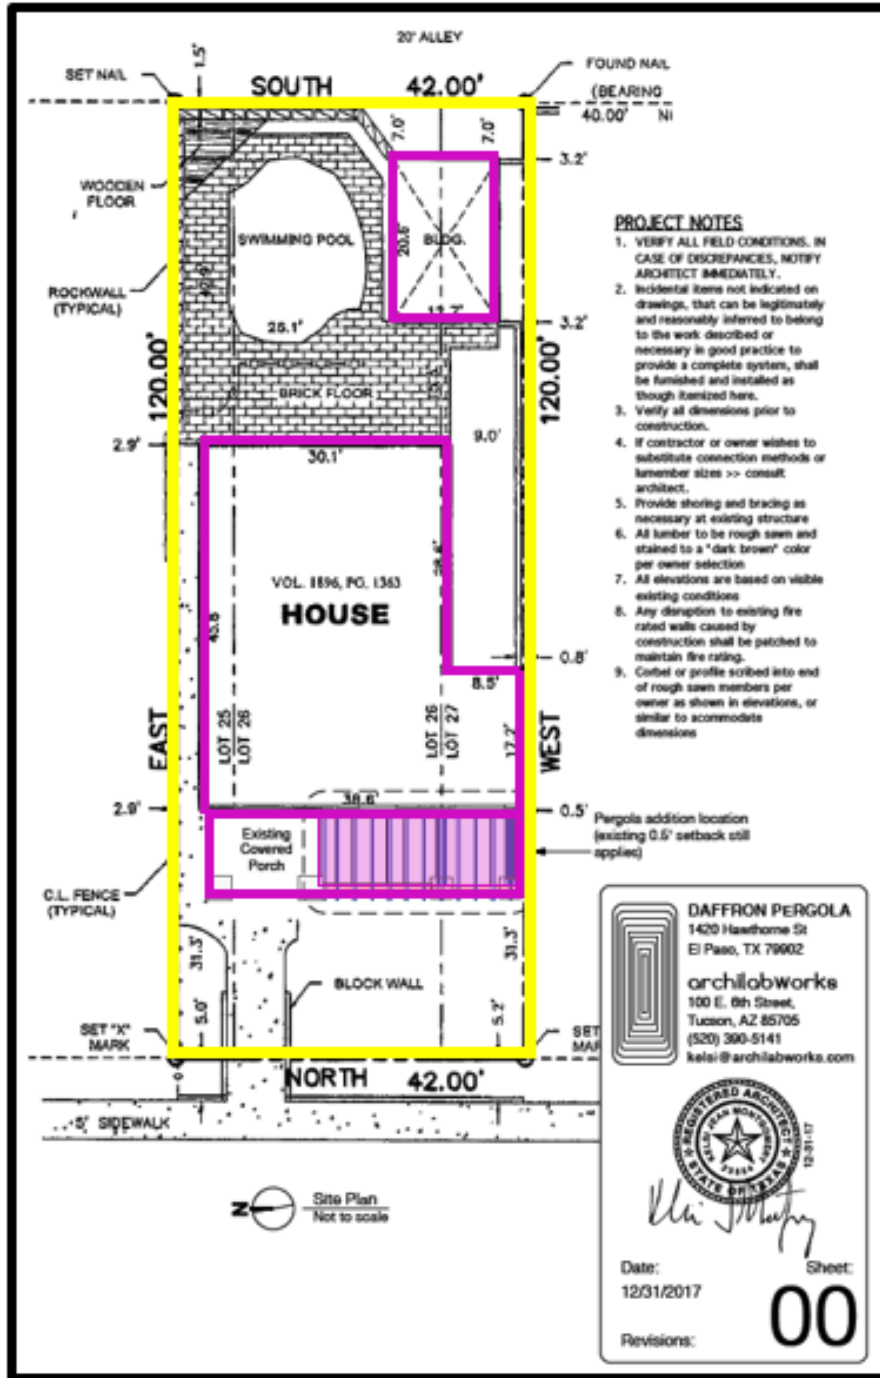 20' ALLEY
SET NAIL
1.5'
SOUTH 42.00'
FOUND NAIL
(BEARING
40.00' NI
7.0'
7.0'
3.2'
WOODEN
FLOOR
SWIMMING POOL
20.6'
BLDG.
ROCKWALL
(TYPICAL)
25.1'
3.2'
120.00'
120.00'
BRICK FLOOR
9.0'
2.9'
30.1'
VOL. 1896, PG. 1363
HOUSE
45.8
0.8'
8.5'
EAST
LOT 25
LOT 26
LOT 26
LOT 27
17.2'
WEST
2.9'
38.6'
0.5'
Existing
Covered
Porch
Pergola addition location
(existing 0.5' setback still
applies)
C.L. FENCE
(TYPICAL)
31.3'
31.3'
BLOCK WALL
SET "X"
MARK
5.0'
5.2'
SET
MAR
NORTH 42.00'
5' SIDEWALK
N
Site Plan
Not to scale
PROJECT NOTES
1. VERIFY ALL FIELD CONDITIONS. IN
CASE OF DISCREPANCIES, NOTIFY
ARCHITECT IMMEDIATELY.
2. Incidental items not indicated on
drawings, that can be legitimately
and reasonably inferred to belong
to the work described or
necessary in good practice to
provide a complete system, shall
be furnished and installed as
though itemized here.
3. Verify all dimensions prior to
construction.
4. If contractor or owner wishes to
substitute connection methods or
lumember sizes >> consult
architect.
5. Provide shoring and bracing as
necessary at existing structure
6. All lumber to be rough sawn and
stained to a "dark brown" color
per owner selection
7. All elevations are based on visible
existing conditions
8. Any disruption to existing fire
rated walls caused by
construction shall be patched to
maintain fire rating.
9. Corbel or profile scribed into end
of rough sawn members per
owner as shown in elevations, or
similar to acommodate
dimensions
DAFFRON PERGOLA
1420 Hawthorne St
El Paso, TX 79902
archilabworks
100 E. 6th Street,
Tucson, AZ 85705
(520) 390-5141
kelsi@archilabworks.com
REGISTERED ARCHITECT
STATE OF TEXAS
12-31-17
Date:
12/31/2017
Sheet:
00
Revisions: